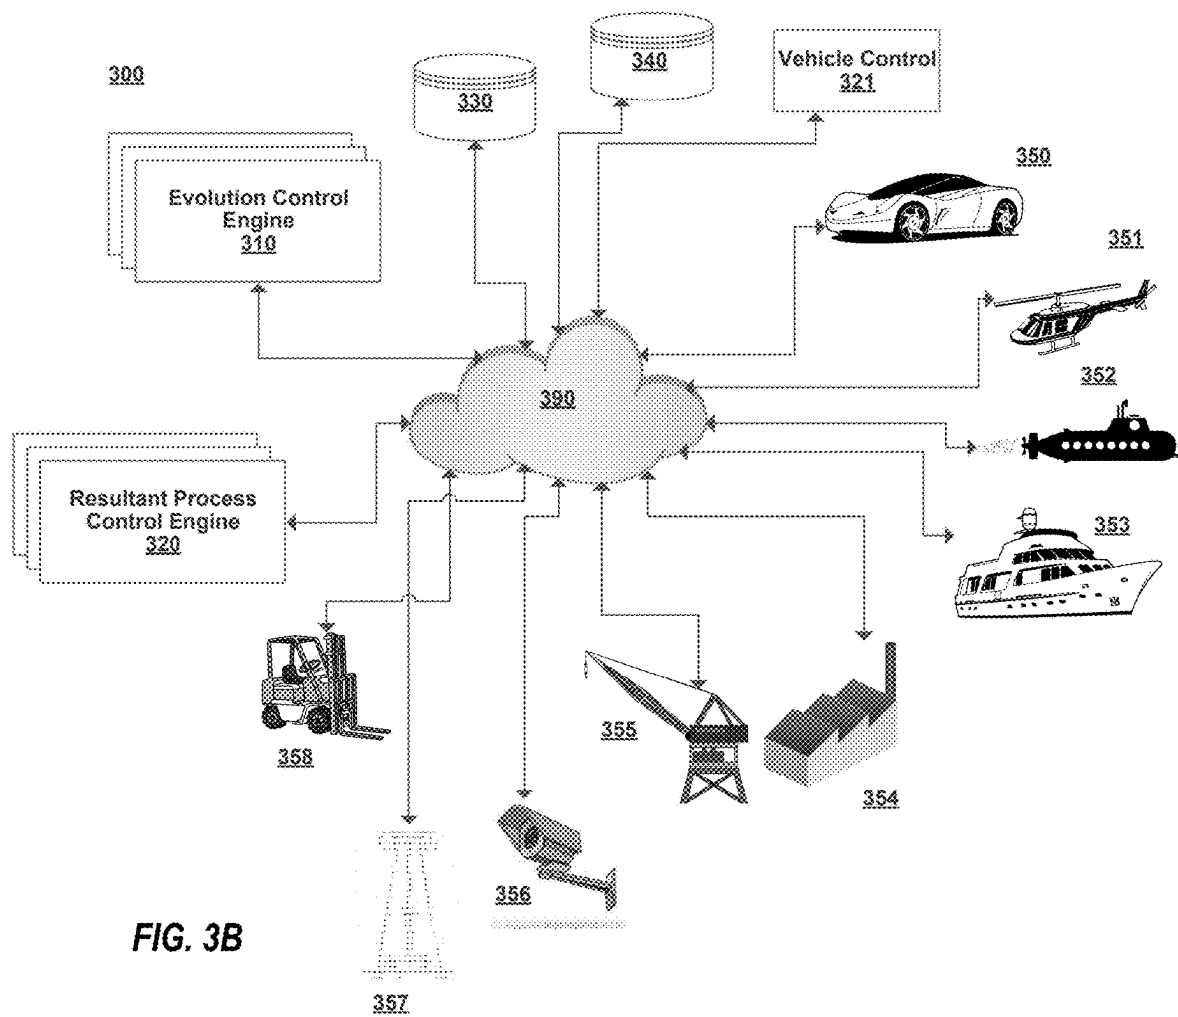 300
330
340
Vehicle Control
321
350
Evolution Control
Engine
310
351
352
390
Resultant Process
Control Engine
320
353
358
355
354
356
357
FIG. 3B